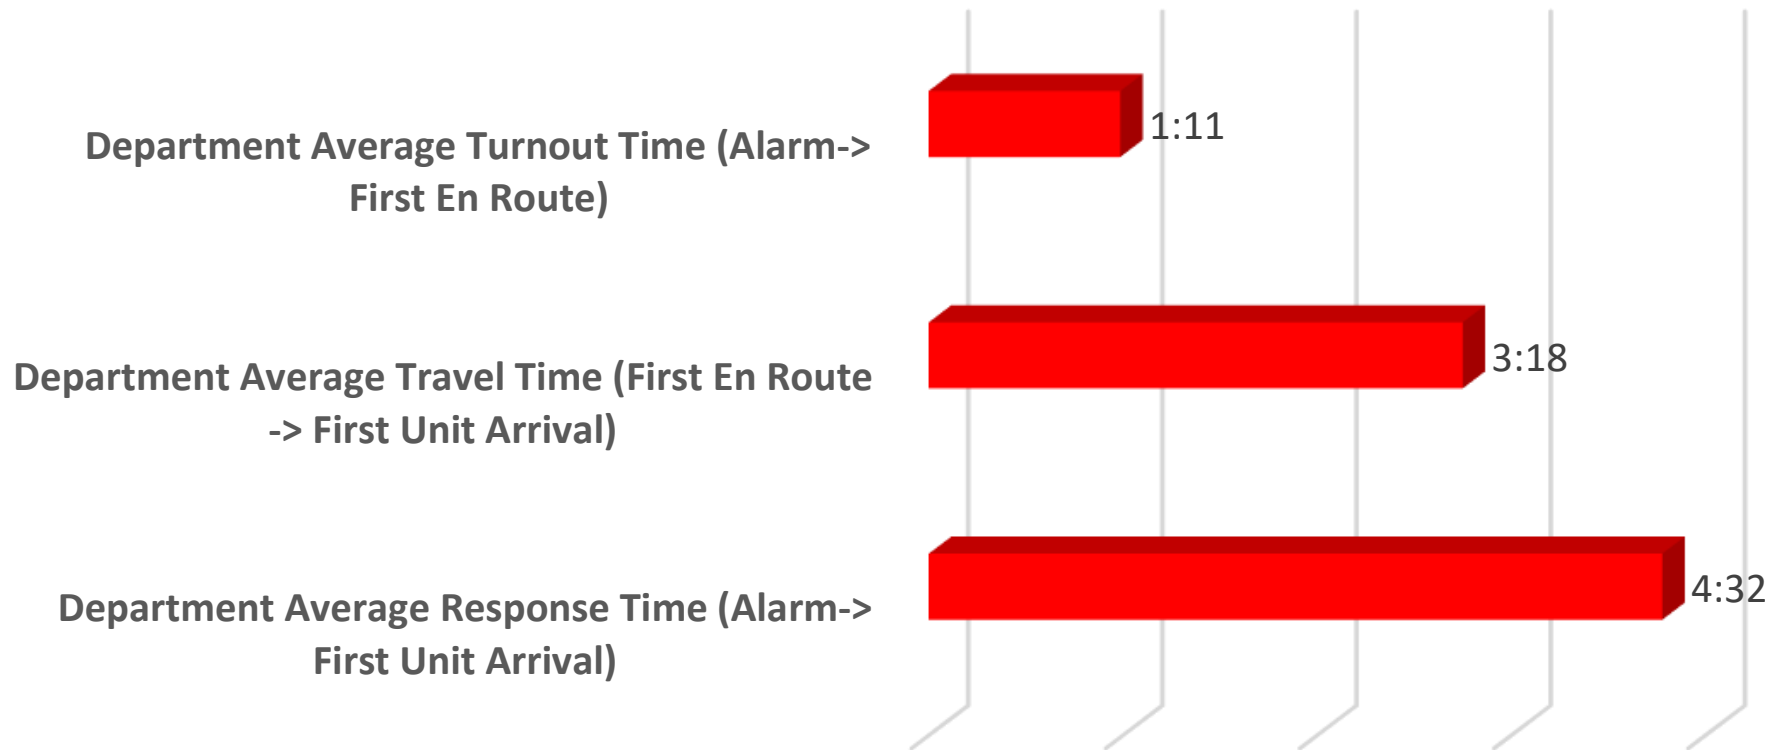 Department Average Turnout Time (Alarm->
First En Route)
1:11
Department Average Travel Time (First En Route
-> First Unit Arrival)
3:18
Department Average Response Time (Alarm->
First Unit Arrival)
4:32